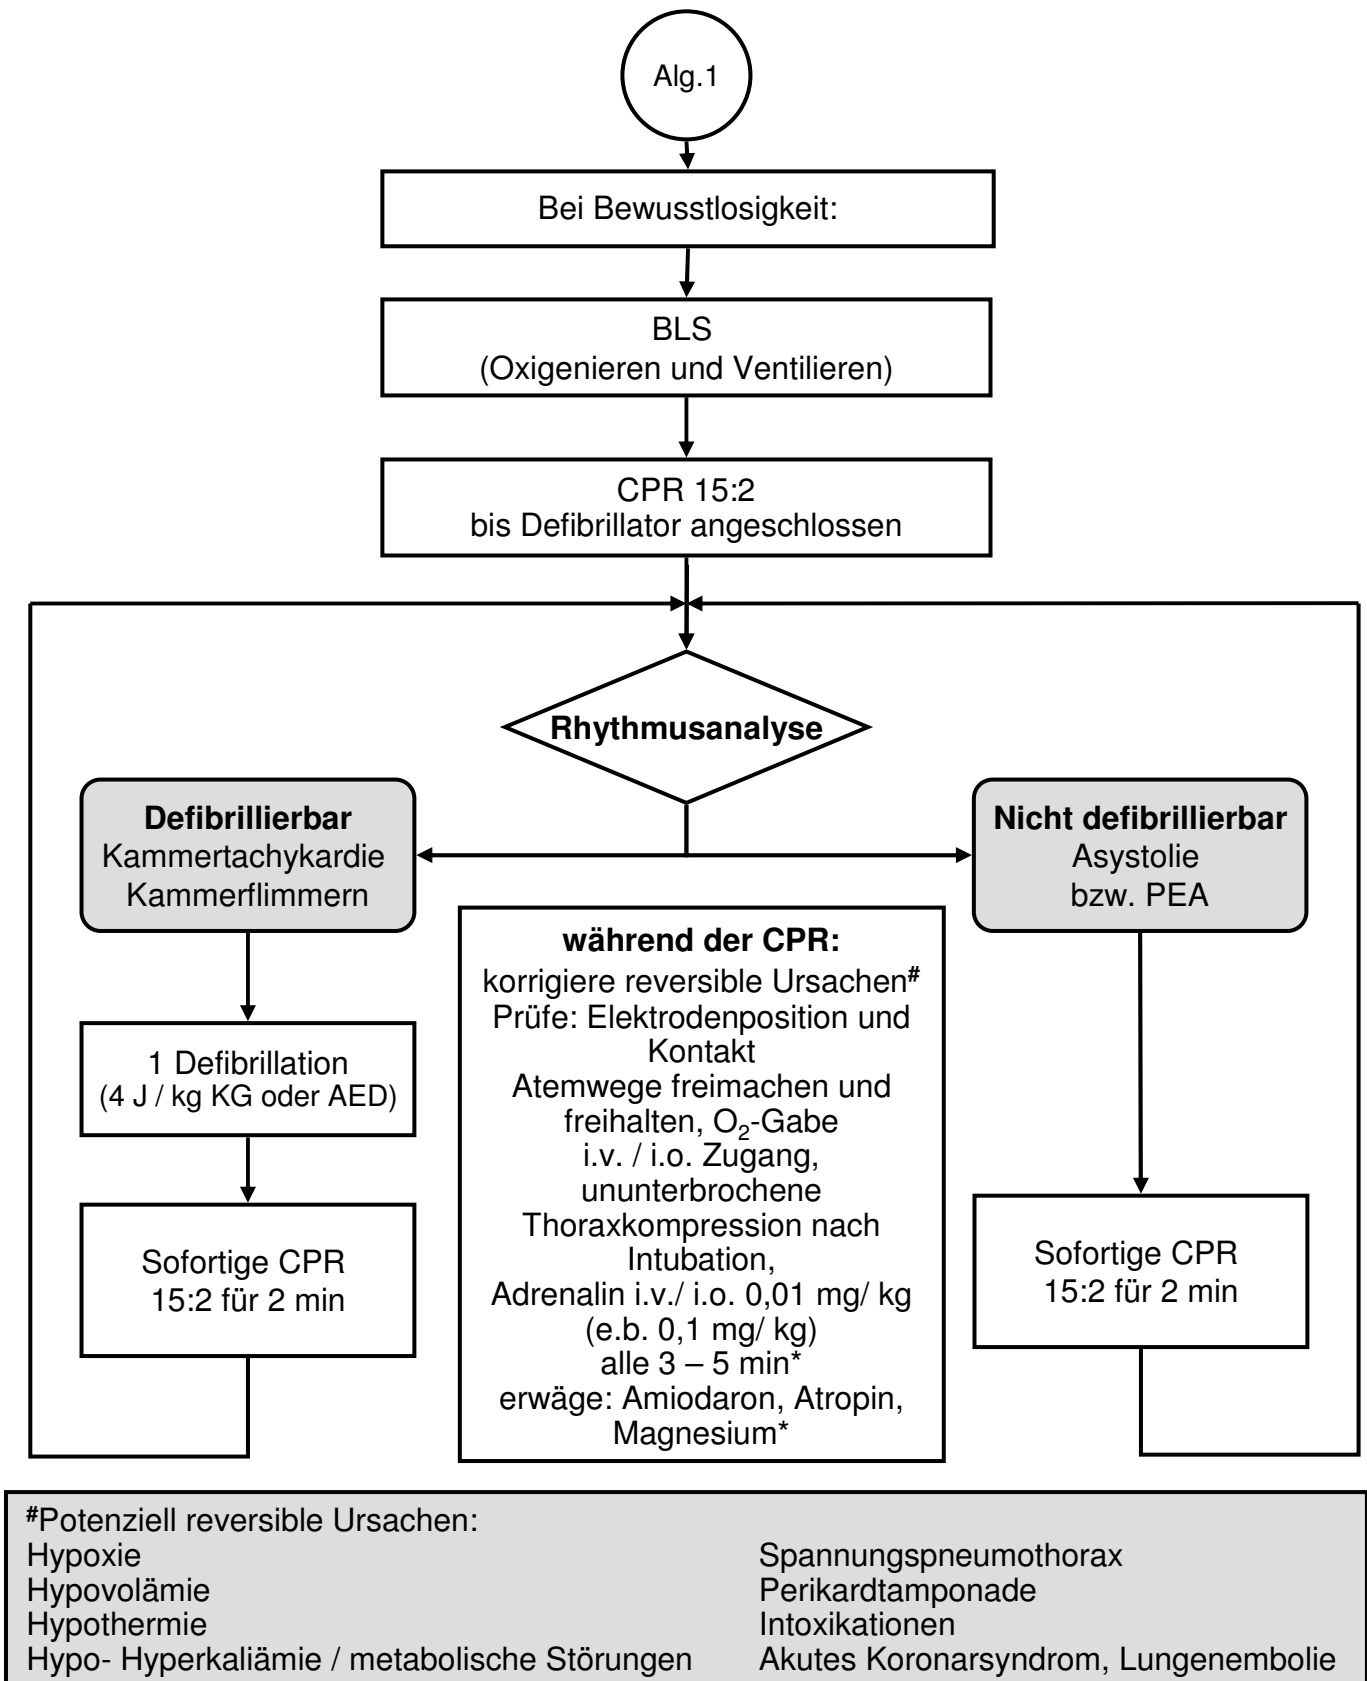 Alg.1
Bei Bewusstlosigkeit:
BLS
(Oxigenieren und Ventilieren)
CPR 15:2
bis Defibrillator angeschlossen
Rhythmusanalyse
Defibrillierbar
Kammertachykardie
Kammerflimmern
1 Defibrillation
(4 J / kg KG oder AED)
Sofortige CPR
15:2 für 2 min
während der CPR:
korrigiere reversible Ursachen#
Prüfe: Elektrodenposition und
Kontakt
Atemwege freimachen und
freihalten, O2-Gabe
i.v. / i.o. Zugang,
ununterbrochene
Thoraxkompression nach
Intubation,
Adrenalin i.v./ i.o. 0,01 mg/ kg
(e.b. 0,1 mg/ kg)
alle 3 – 5 min*
erwäge: Amiodaron, Atropin,
Magnesium*
Nicht defibrillierbar
Asystolie
bzw. PEA
Sofortige CPR
15:2 für 2 min
#Potenziell reversible Ursachen:
Hypoxie
Hypovolämie
Hypothermie
Hypo- Hyperkaliämie / metabolische Störungen
Spannungspneumothorax
Perikardtamponade
Intoxikationen
Akutes Koronarsyndrom, Lungenembolie